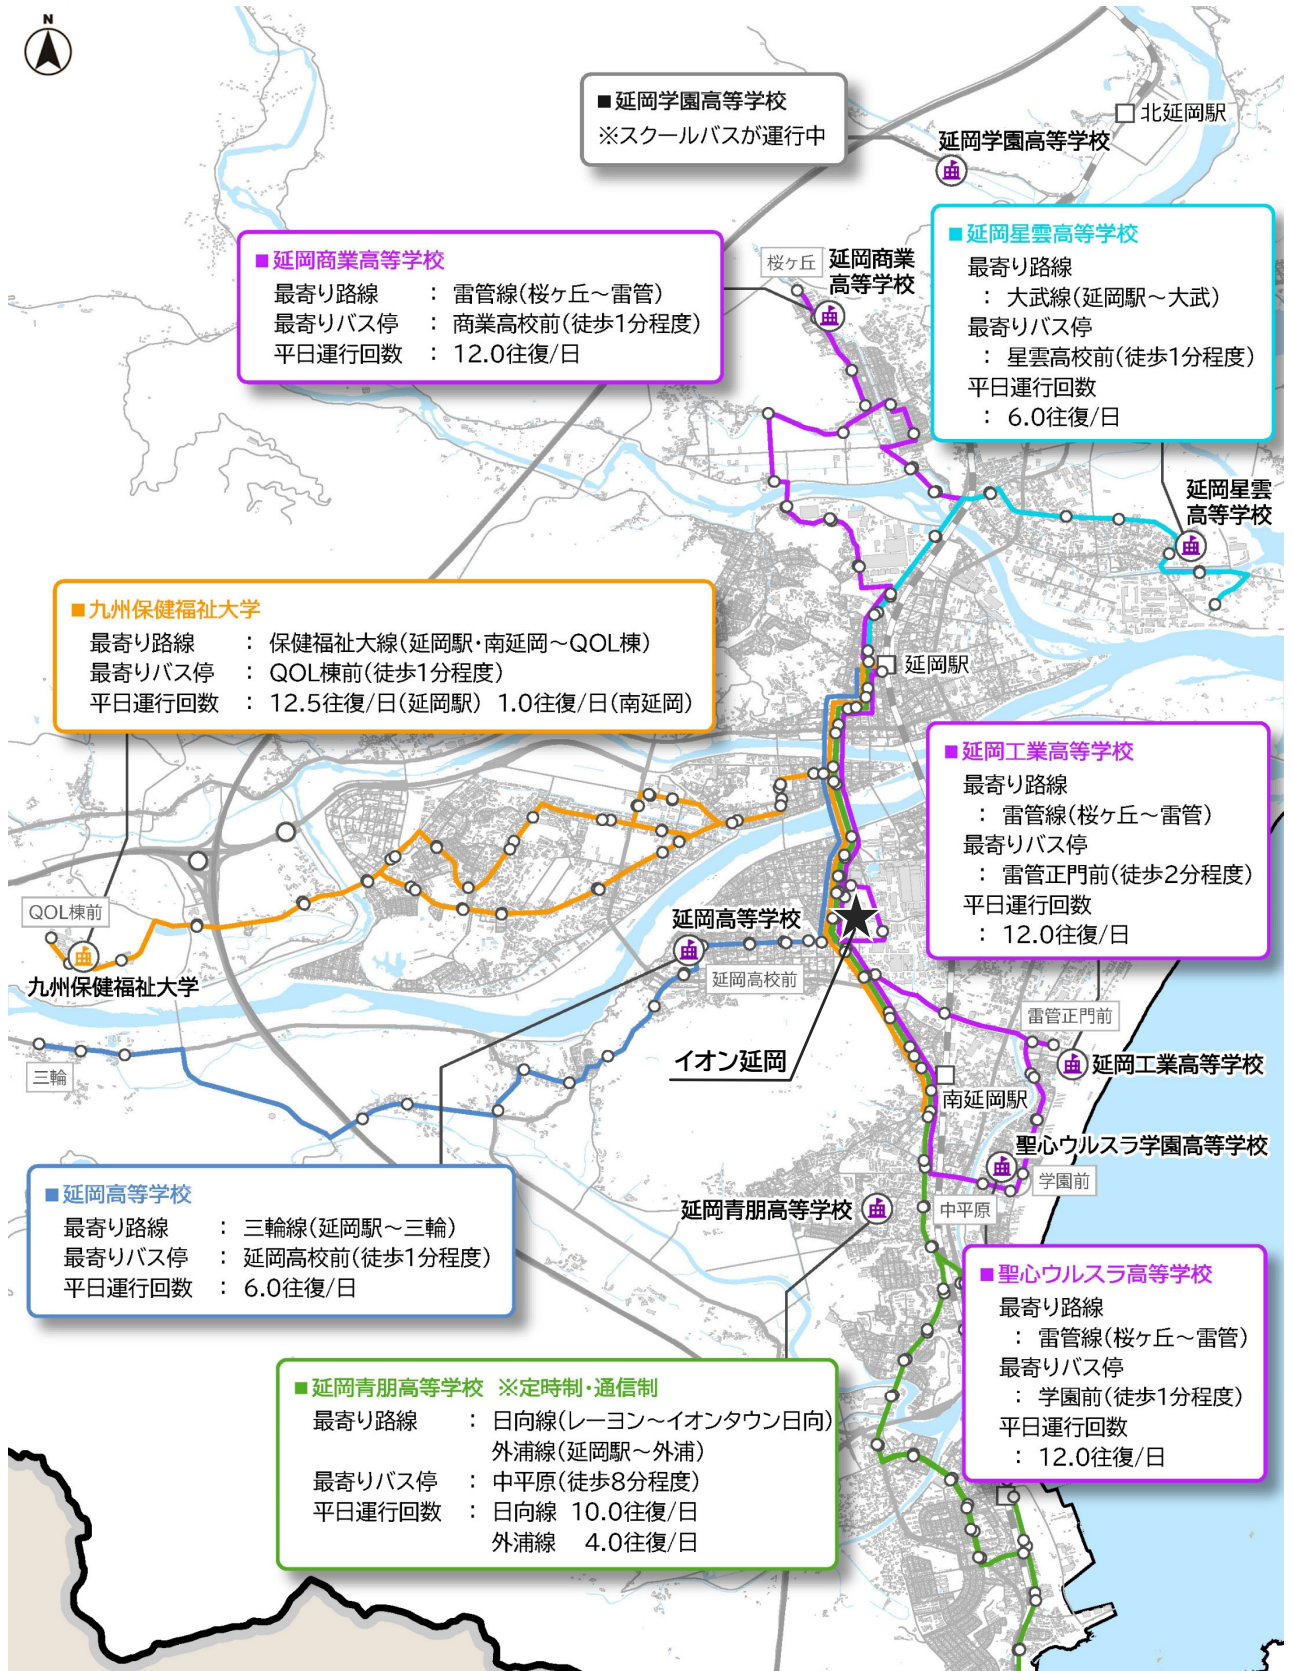 N
■延岡学園高等学校
※スクールバスが運行中
北延岡駅
延岡学園高等学校
■延岡商業高等学校
最寄り路線 : 雷管線(桜ヶ丘～雷管)
最寄りバス停 : 商業高校前(徒歩1分程度)
平日運行回数 : 12.0往復/日
桜ヶ丘
延岡商業
高等学校
■延岡星雲高等学校
最寄り路線
: 大武線(延岡駅～大武)
最寄りバス停
: 星雲高校前(徒歩1分程度)
平日運行回数
: 6.0往復/日
延岡星雲
高等学校
■九州保健福祉大学
最寄り路線 : 保健福祉大線(延岡駅・南延岡～QOL棟)
最寄りバス停 : QOL棟前(徒歩1分程度)
平日運行回数 : 12.5往復/日(延岡駅) 1.0往復/日(南延岡)
延岡駅
■延岡工業高等学校
最寄り路線
: 雷管線(桜ヶ丘～雷管)
最寄りバス停
: 雷管正門前(徒歩2分程度)
平日運行回数
: 12.0往復/日
QOL棟前
九州保健福祉大学
延岡高等学校
延岡高校前
イオン延岡
雷管正門前
延岡工業高等学校
三輪
南延岡駅
聖心ウルスラ学園高等学校
学園前
中平原
延岡青朋高等学校
■延岡高等学校
最寄り路線 : 三輪線(延岡駅～三輪)
最寄りバス停 : 延岡高校前(徒歩1分程度)
平日運行回数 : 6.0往復/日
■聖心ウルスラ高等学校
最寄り路線
: 雷管線(桜ヶ丘～雷管)
最寄りバス停
: 学園前(徒歩1分程度)
平日運行回数
: 12.0往復/日
■延岡青朋高等学校 ※定時制・通信制
最寄り路線 : 日向線(レーヨン～イオンタウン日向)
外浦線(延岡駅～外浦)
最寄りバス停 : 中平原(徒歩8分程度)
平日運行回数 : 日向線 10.0往復/日
外浦線 4.0往復/日